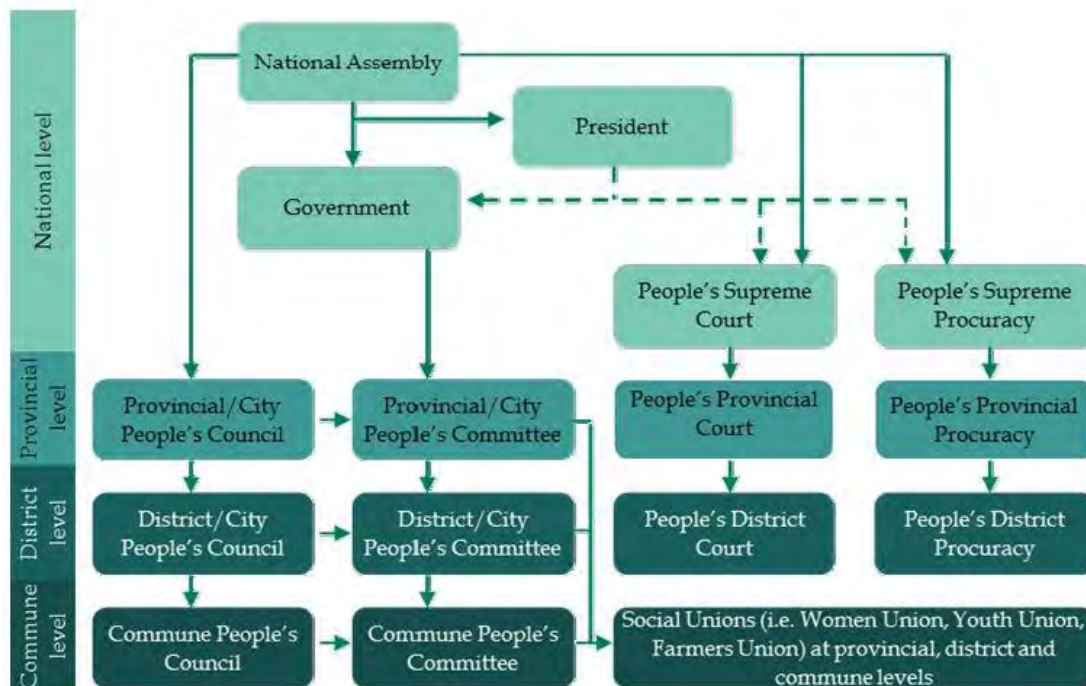 National level
National Assembly
President
Government
People's Supreme
Court
People's Supreme
Procuracy
Provincial
level
Provincial/City
People's Council
Provincial/City
People's Committee
People's Provincial
Court
People's Provincial
Procuracy
District
level
District/City
People's Council
District/City
People's Committee
People's District
Court
People's District
Procuracy
Commune
level
Commune People's
Council
Commune People's
Committee
Social Unions (i.e. Women Union, Youth Union,
Farmers Union) at provincial, district and
commune levels